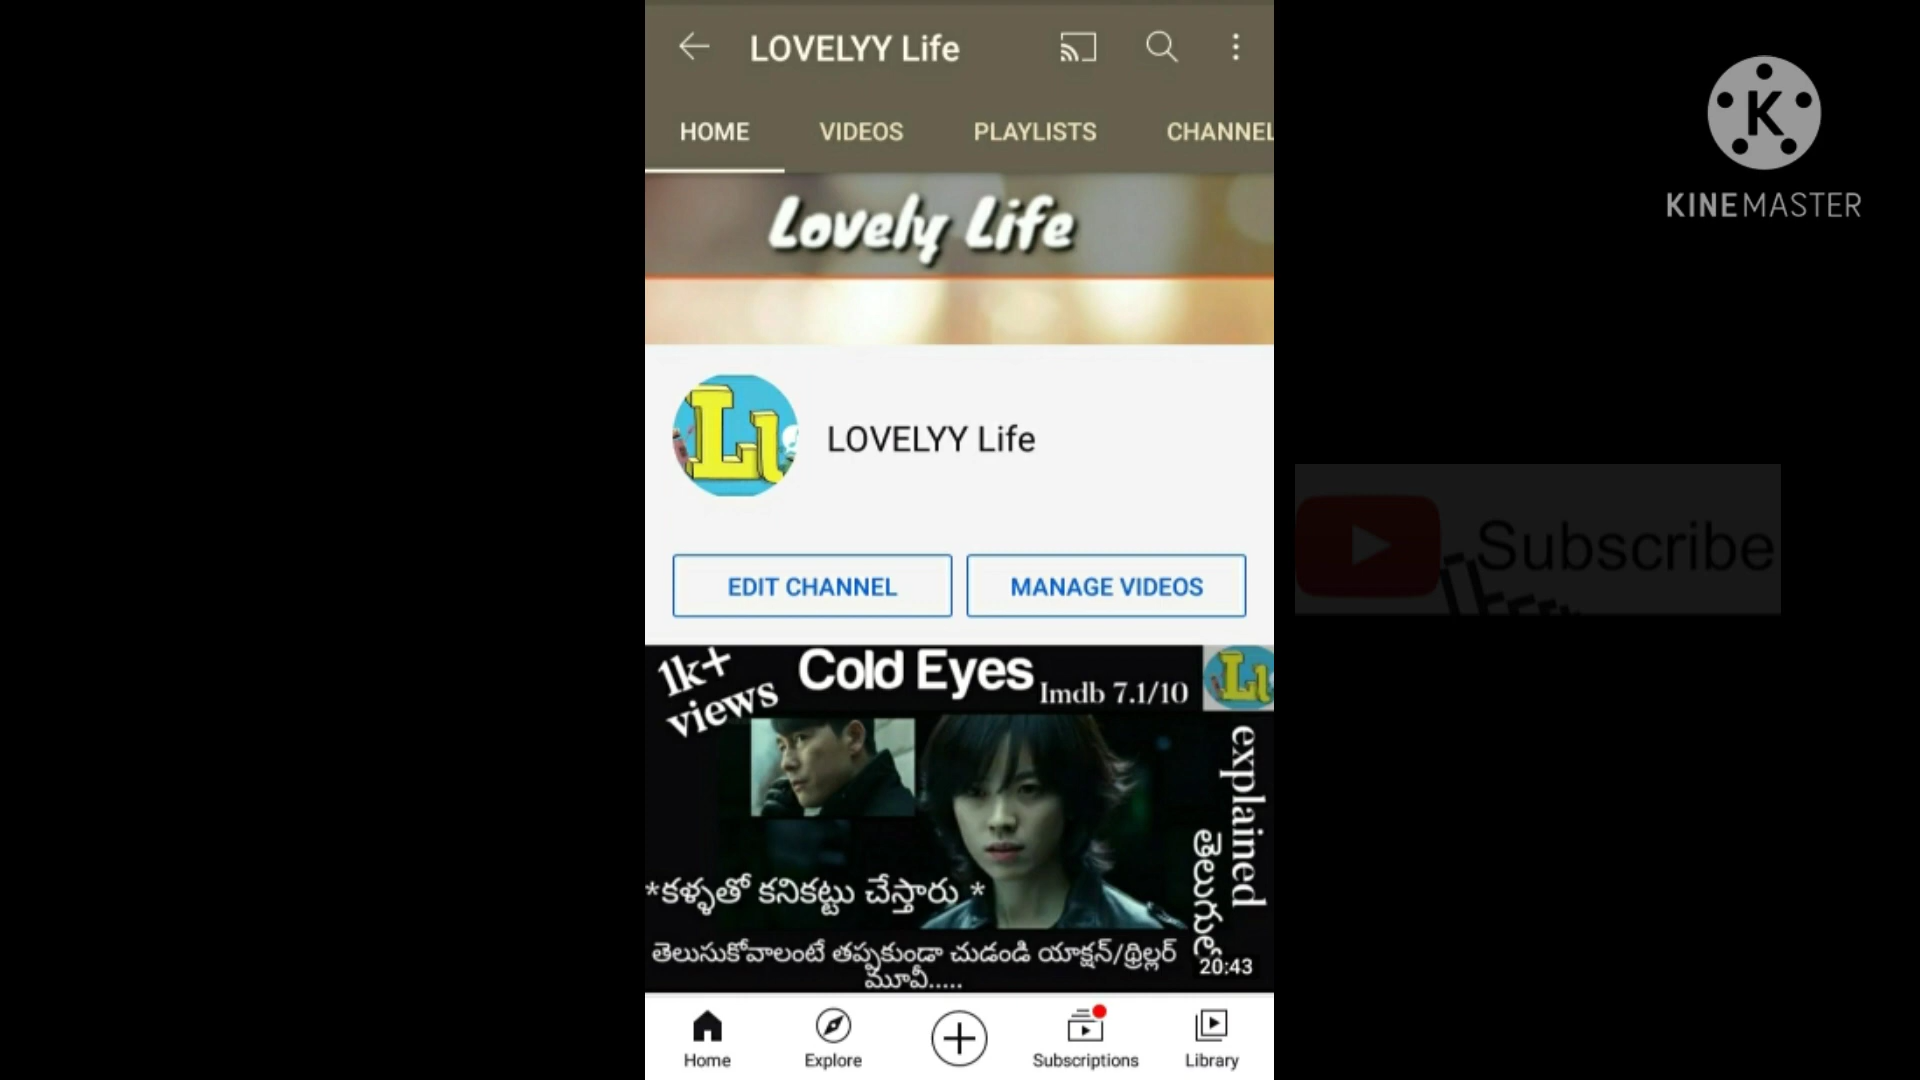 LOVELYY Life
HOME VIDEOS PLAYLISTS CHANNEL
Lovely Life
LOVELYY Life
EDIT CHANNEL MANAGE VIDEOS
1k+
views
Cold Eyes
Imdb 7.1/10
explained
తెలుగులో
*కళ్ళతో కనికట్టు చేస్తారు *
తెలుసుకోవాలంటే తప్పకుండా చుడండి యాక్షన్/థ్రిల్లర్
మూవీ.....
20:43
Home Explore Subscriptions Library
K
KINEMASTER
Subscribe